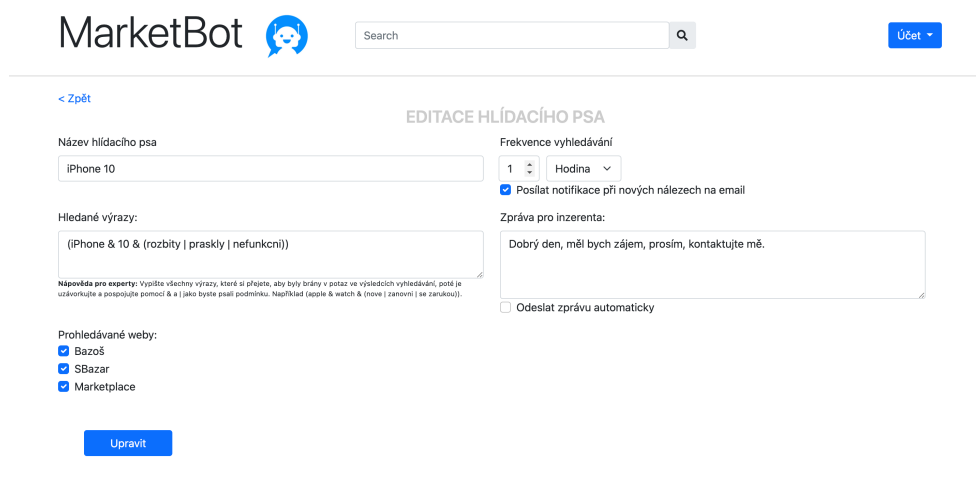 MarketBot
Search
Účet
< Zpět
EDITACE HLÍDACÍHO PSA
Název hlídacího psa
iPhone 10
Frekvence vyhledávání
1
Hodina
Posílat notifikace při nových nálezech na email
Hledané výrazy:
(iPhone & 10 & (rozbity | praskly | nefunkcni))
Nápověda pro experty: Vypište všechny výrazy, které si přejete, aby byly brány v potaz ve výsledcích vyhledávání, poté je
uzávorkujte a pospojujte pomocí & a | jako byste psali podmínku. Například (apple & watch & (nove | zanovni | se zarukou)).
Zpráva pro inzerenta:
Dobrý den, měl bych zájem, prosím, kontaktujte mě.
Odeslat zprávu automaticky
Prohledávané weby:
Bazoš
SBazar
Marketplace
Upravit